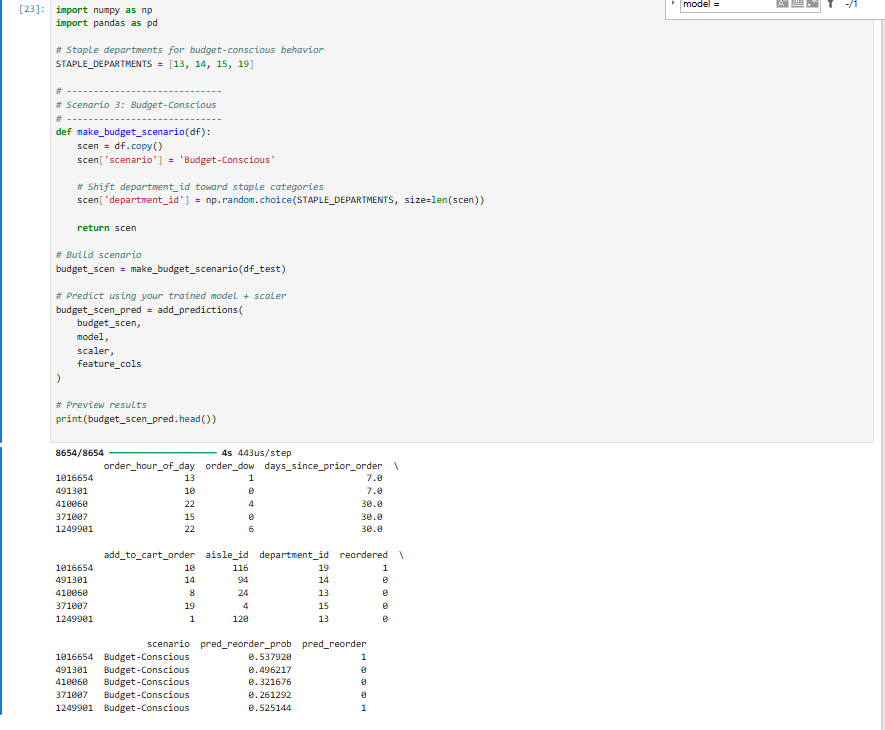 model =
-/1
[23]:
import numpy as np
import pandas as pd
# Staple departments for budget-conscious behavior
STAPLE_DEPARTMENTS = [13, 14, 15, 19]
# -----------------------------
# Scenario 3: Budget-Conscious
# -----------------------------
def make_budget_scenario(df):
    scen = df.copy()
    scen['scenario'] = 'Budget-Conscious'
    # Shift department_id toward staple categories
    scen['department_id'] = np.random.choice(STAPLE_DEPARTMENTS, size=len(scen))
    return scen
# Build scenario
budget_scen = make_budget_scenario(df_test)
# Predict using your trained model + scaler
budget_scen_pred = add_predictions(
    budget_scen,
    model,
    scaler,
    feature_cols
)
# Preview results
print(budget_scen_pred.head())
8654/8654 4s 443us/step
order_hour_of_day order_dow days_since_prior_order \
1016654 13 1 7.0
491301 10 0 7.0
410060 22 4 30.0
371007 15 0 30.0
1249901 22 6 30.0
add_to_cart_order aisle_id department_id reordered \
1016654 10 116 19 1
491301 14 94 14 0
410060 8 24 13 0
371007 19 4 15 0
1249901 1 120 13 0
scenario pred_reorder_prob pred_reorder
1016654 Budget-Conscious 0.537920 1
491301 Budget-Conscious 0.496217 0
410060 Budget-Conscious 0.321676 0
371007 Budget-Conscious 0.261292 0
1249901 Budget-Conscious 0.525144 1